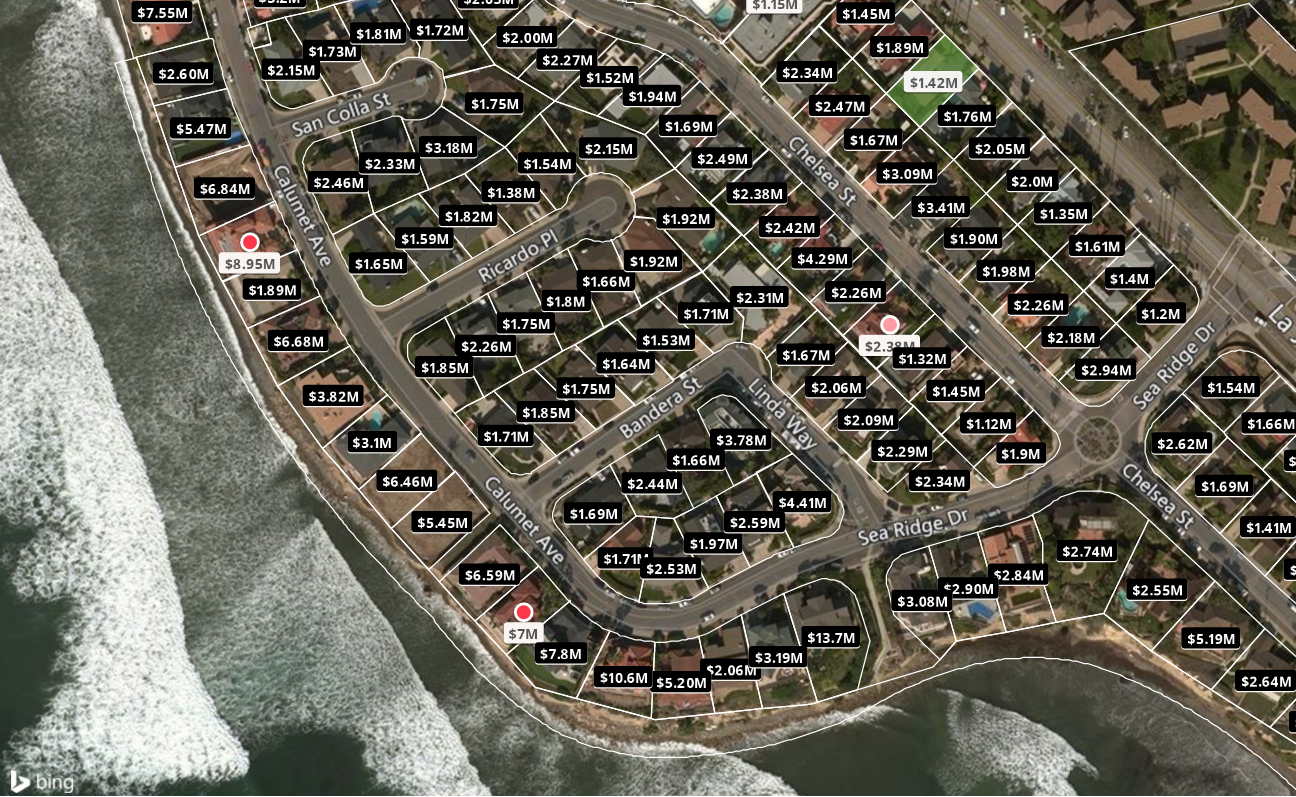 $7.55M
$1.15M
$1.45M
$1.81M
$1.72M
$2.00M
$1.89M
$1.73M
$2.15M
$2.60M
$2.27M
$1.52M
$2.34M
$1.42M
$1.94M
$1.75M
$2.47M
San Colla St
$5.47M
$1.76M
$1.69M
$1.67M
$3.18M
$2.15M
$2.05M
$2.33M
$1.54M
$2.49M
Chelsea St
$3.09M
$2.46M
$2.0M
$6.84M
$1.38M
$2.38M
$3.41M
$1.82M
$1.92M
$1.35M
Calumet Ave
$2.42M
$1.59M
$1.90M
$1.61M
Ricardo Pl
$8.95M
$1.65M
$1.92M
$4.29M
$1.98M
$1.4M
$1.89M
$1.66M
$2.26M
$1.8M
$2.31M
$2.26M
$1.2M
$1.71M
La
$1.75M
$6.68M
$2.26M
$1.53M
$2.18M
$1.67M
$1.32M
$1.85M
$1.64M
$2.94M
Sea Ridge Dr
$3.82M
$1.75M
$2.06M
$1.45M
$1.54M
$1.85M
Bandera St
Linda Way
$2.09M
$1.12M
$1.66M
$3.1M
$1.71M
$3.78M
$2.62M
$2.29M
$1.9M
$1.66M
$6.46M
$2.44M
$2.34M
$1.69M
$4.41M
Chelsea St
$5.45M
Calumet Ave
$1.69M
$2.59M
Sea Ridge Dr
$1.41M
$1.97M
$1.71M
$2.53M
$2.74M
$6.59M
$2.84M
$2.90M
$2.55M
$3.08M
$7M
$13.7M
$5.19M
$7.8M
$3.19M
$2.06M
$10.6M
$5.20M
$2.64M
bing